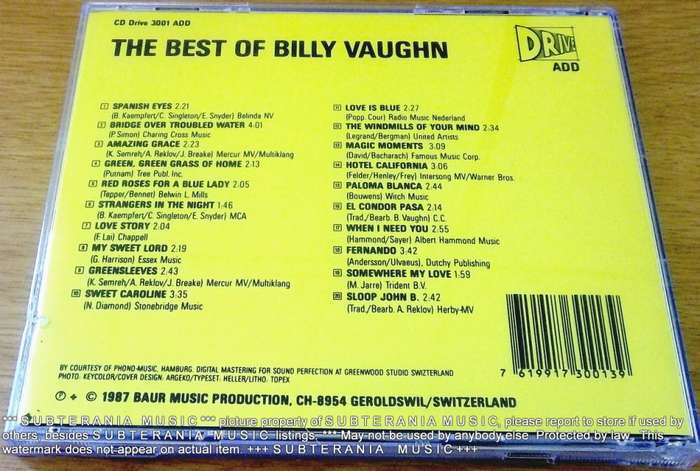 CD Drive 3001 ADD
THE BEST OF BILLY VAUGHN
DRIVE
ADD
1 SPANISH EYES 2:21
(B. Kaempfert/C. Singleton/E. Snyder) Belinda NV
2 BRIDGE OVER TROUBLED WATER 4:01
(P. Simon) Charing Cross Music
3 AMAZING GRACE 2:23
(K. Semreh/A. Reklov/J. Breake) Mercur MV/Multiklang
4 GREEN, GREEN GRASS OF HOME 2:13
(Putnam) Tree Publ. Inc.
5 RED ROSES FOR A BLUE LADY 2:05
(Tepper/Bennet) Belwin L. Mills
6 STRANGERS IN THE NIGHT 1:46
(B. Kaempfert/C. Singleton/E. Snyder) MCA
7 LOVE STORY 2:04
(F. Lai) Chappell
8 MY SWEET LORD 2:19
(G. Harrison) Essex Music
9 GREENSLEEVES 2:43
(K. Semreh/A. Reklov/J. Breake) Mercur MV/Multiklang
10 SWEET CAROLINE 3:35
(N. Diamond) Stonebridge Music
11 LOVE IS BLUE 2:27
(Popp. Cour) Radio Music Nederland
12 THE WINDMILLS OF YOUR MIND 2:34
(Legrand/Bergman) United Artists
13 MAGIC MOMENTS 3:09
(David/Bacharach) Famous Music Corp.
14 HOTEL CALIFORNIA 3:06
(Felder/Henley/Frey) Intersong MV/Warner Bros.
15 PALOMA BLANCA 2:44
(Bouwens) Witch Music
16 EL CONDOR PASA 2:14
(Trad./Bearb. B. Vaughn) C.C.
17 WHEN I NEED YOU 2:55
(Hammond/Sayer) Albert Hammond Music
18 FERNANDO 3:42
(Andersson/Ulvaeus), Dutchy Publishing
19 SOMEWHERE MY LOVE 1:59
(M. Jarre) Trident B.V.
20 SLOOP JOHN B. 2:42
(Trad./Bearb. A. Reklov) Herby-MV
7 619917 300139
BY COURTESY OF PHONO-MUSIC, HAMBURG. DIGITAL MASTERING FOR SOUND PERFECTION AT GREENWOOD STUDIO SWIZTERLAND
PHOTO. KEYCOLOR/COVER DESIGN: ARGEKO/TYPESET: HELLER/LITHO. TOPEX
℗ + © 1987 BAUR MUSIC PRODUCTION, CH-8954 GEROLDSWIL/SWITZERLAND
*** SUBTERANIA MUSIC *** picture property of SUBTERANIA MUSIC, please report to store if used by
others besides SUBTERANIA MUSIC listings. *** May not be used by anybody else. Protected by law. This
watermark does not appear on actual item. +++ SUBTERANIA MUSIC +++